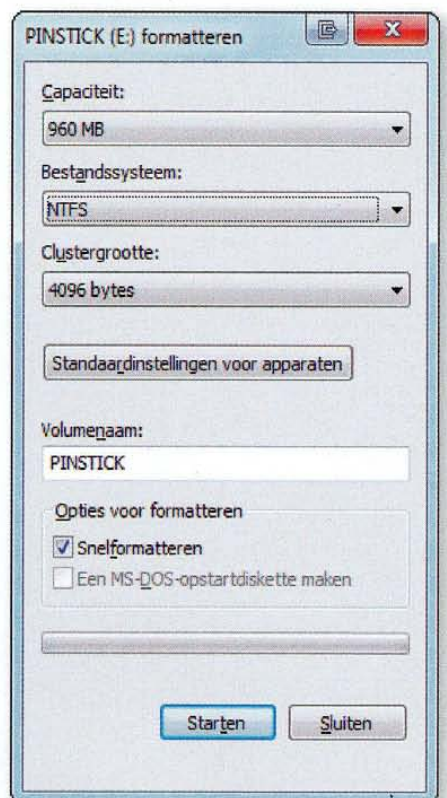 PINSTICK (E:) formatteren
Capaciteit:
960 MB
Bestandssysteem:
NTFS
Clustergrootte:
4096 bytes
Standaardinstellingen voor apparaten
Volumenaam:
PINSTICK
Opties voor formatteren
Snelformatteren
Een MS-DOS-opstartdiskette maken
Starten
Sluiten